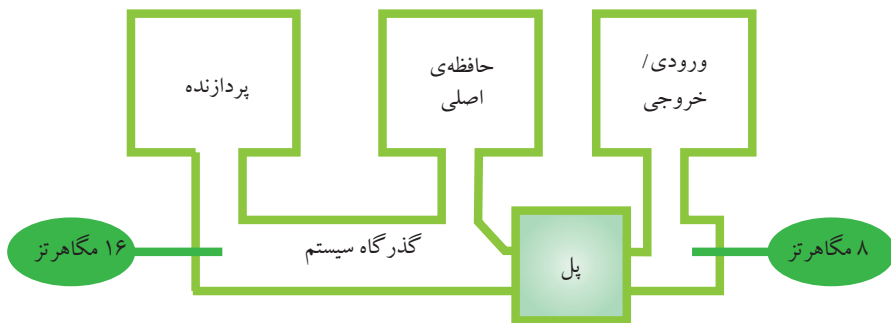 پردازنده
حافظه‌ی
اصلی
ورودی/
خروجی
۱۶ مگاهرتز
گذرگاه سیستم
پل
۸ مگاهرتز